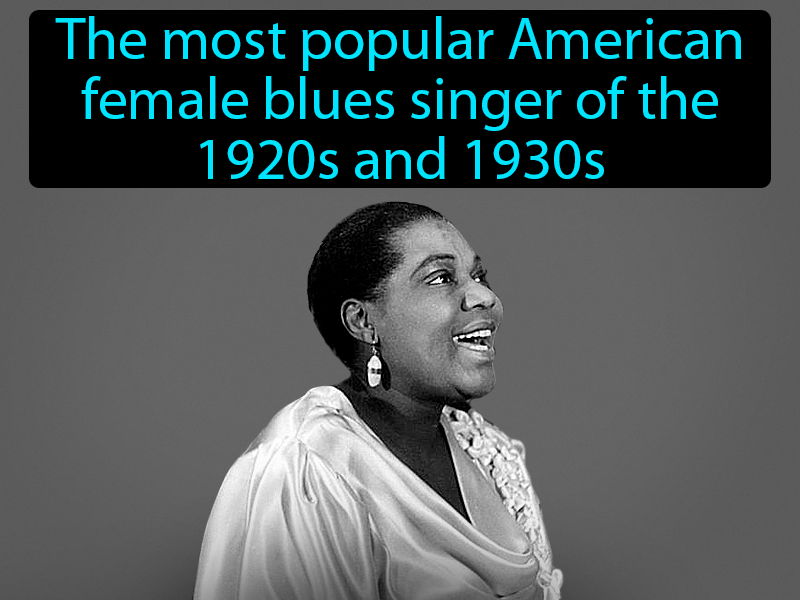 The most popular American
female blues singer of the
1920s and 1930s